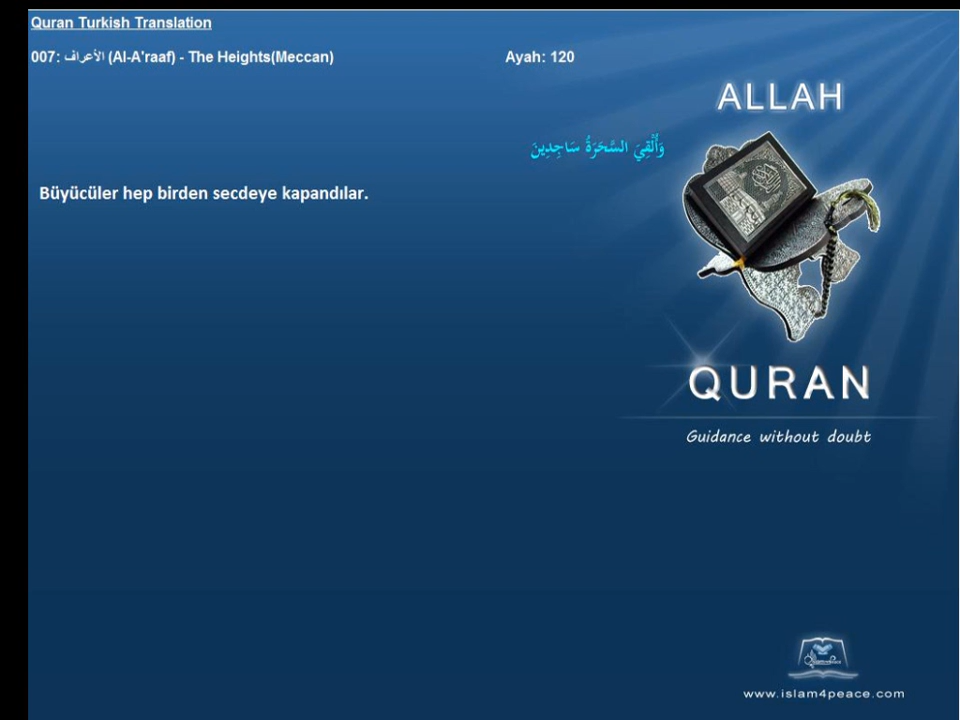 Quran Turkish Translation
007: الأعراف (Al-A'raaf) - The Heights(Meccan)
Ayah: 120
ALLAH
وَأُلْقِيَ السَّحَرَةُ سَاجِدِينَ
Büyücüler hep birden secdeye kapandılar.
QURAN
Guidance without doubt
www.islam4peace.com